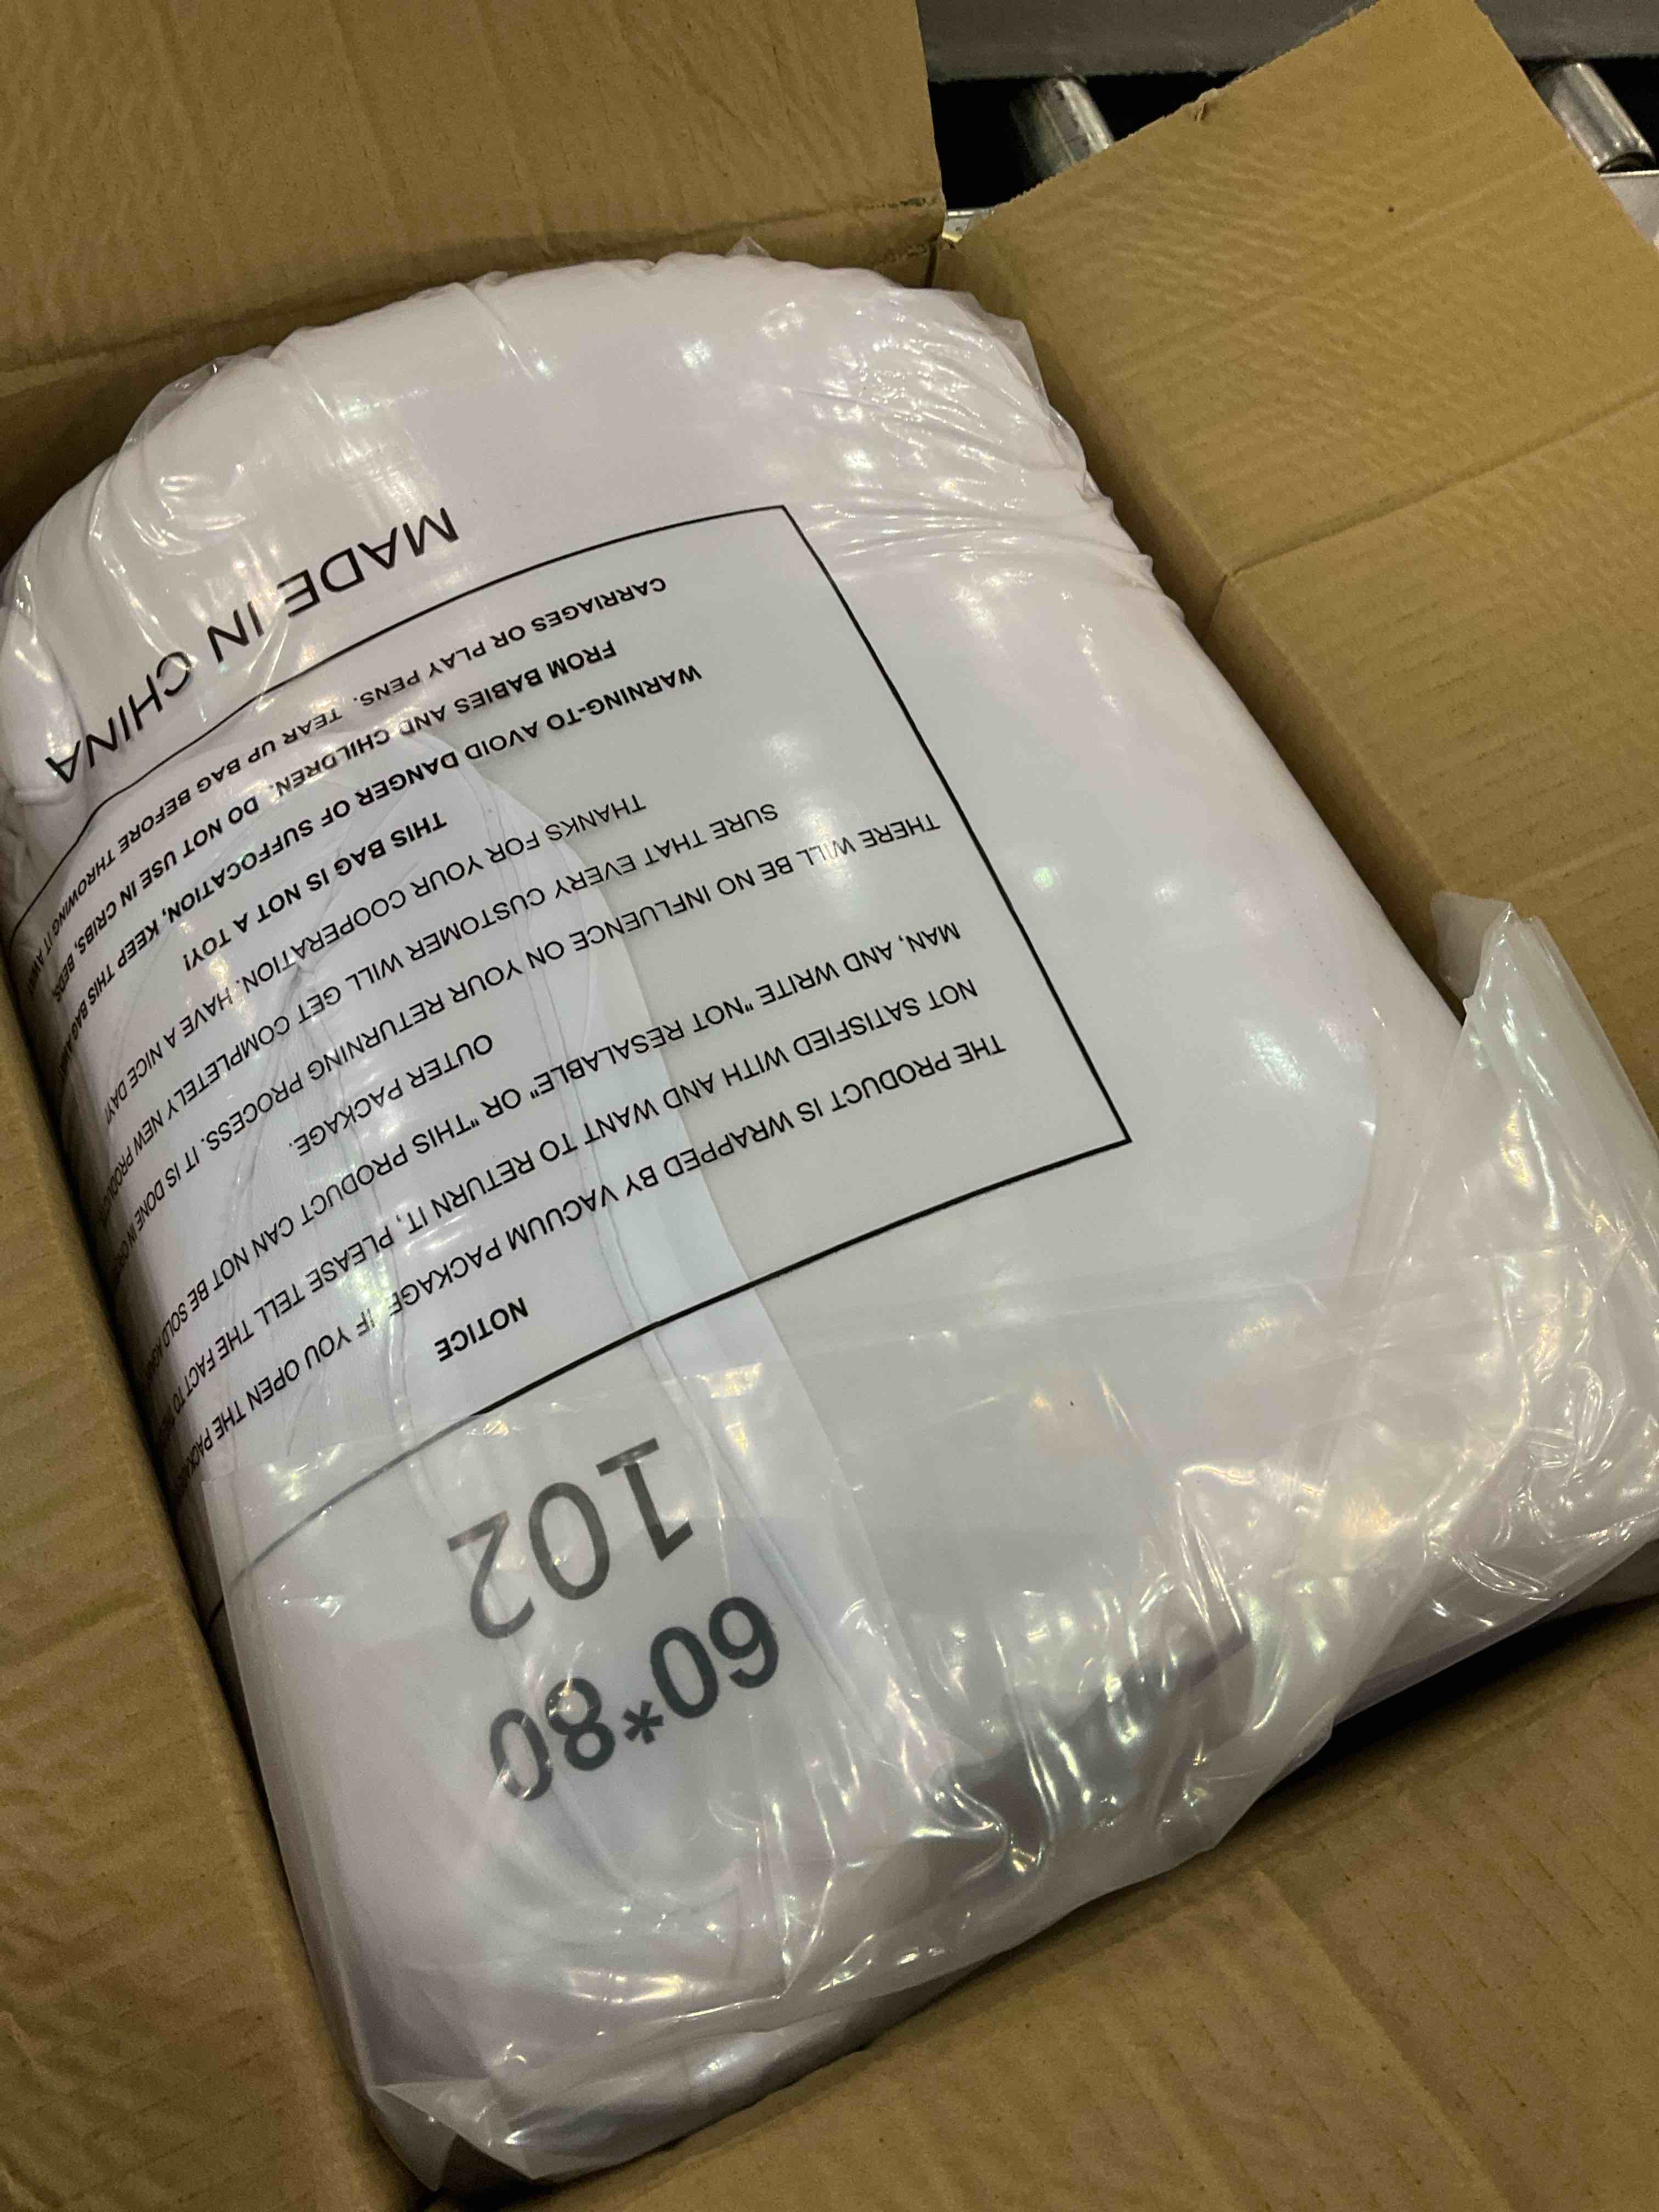 60*80
102
NOTICE
THE PRODUCT IS WRAPPED BY VACUUM PACKAGE IF YOU OPEN THE
NOT SATISFIED WITH AND WANT TO RETURN IT, PLEASE TELL THE FACT TO
MAN, AND WRITE "NOT RESALABLE" OR "THIS PRODUCT CAN NOT BE SOLD AGAIN
OUTER PACKAGE.
THERE WILL BE NO INFLUENCE ON YOUR RETURNING PROCESS. IT IS DONE IN
SURE THAT EVERY CUSTOMER WILL GET COMPLETELY NEW PRODUCT
THANKS FOR YOUR COOPERATION. HAVE A NICE DAY!
THIS BAG IS NOT A TOY!
WARNING-TO AVOID DANGER OF SUFFOCATION, KEEP THIS BAG AWAY
FROM BABIES AND CHILDREN. DO NOT USE IN CRIBS, BEDS,
CARRIAGES OR PLAY PENS. TEAR UP BAG BEFORE THROWING IT AWAY
MADE IN CHINA